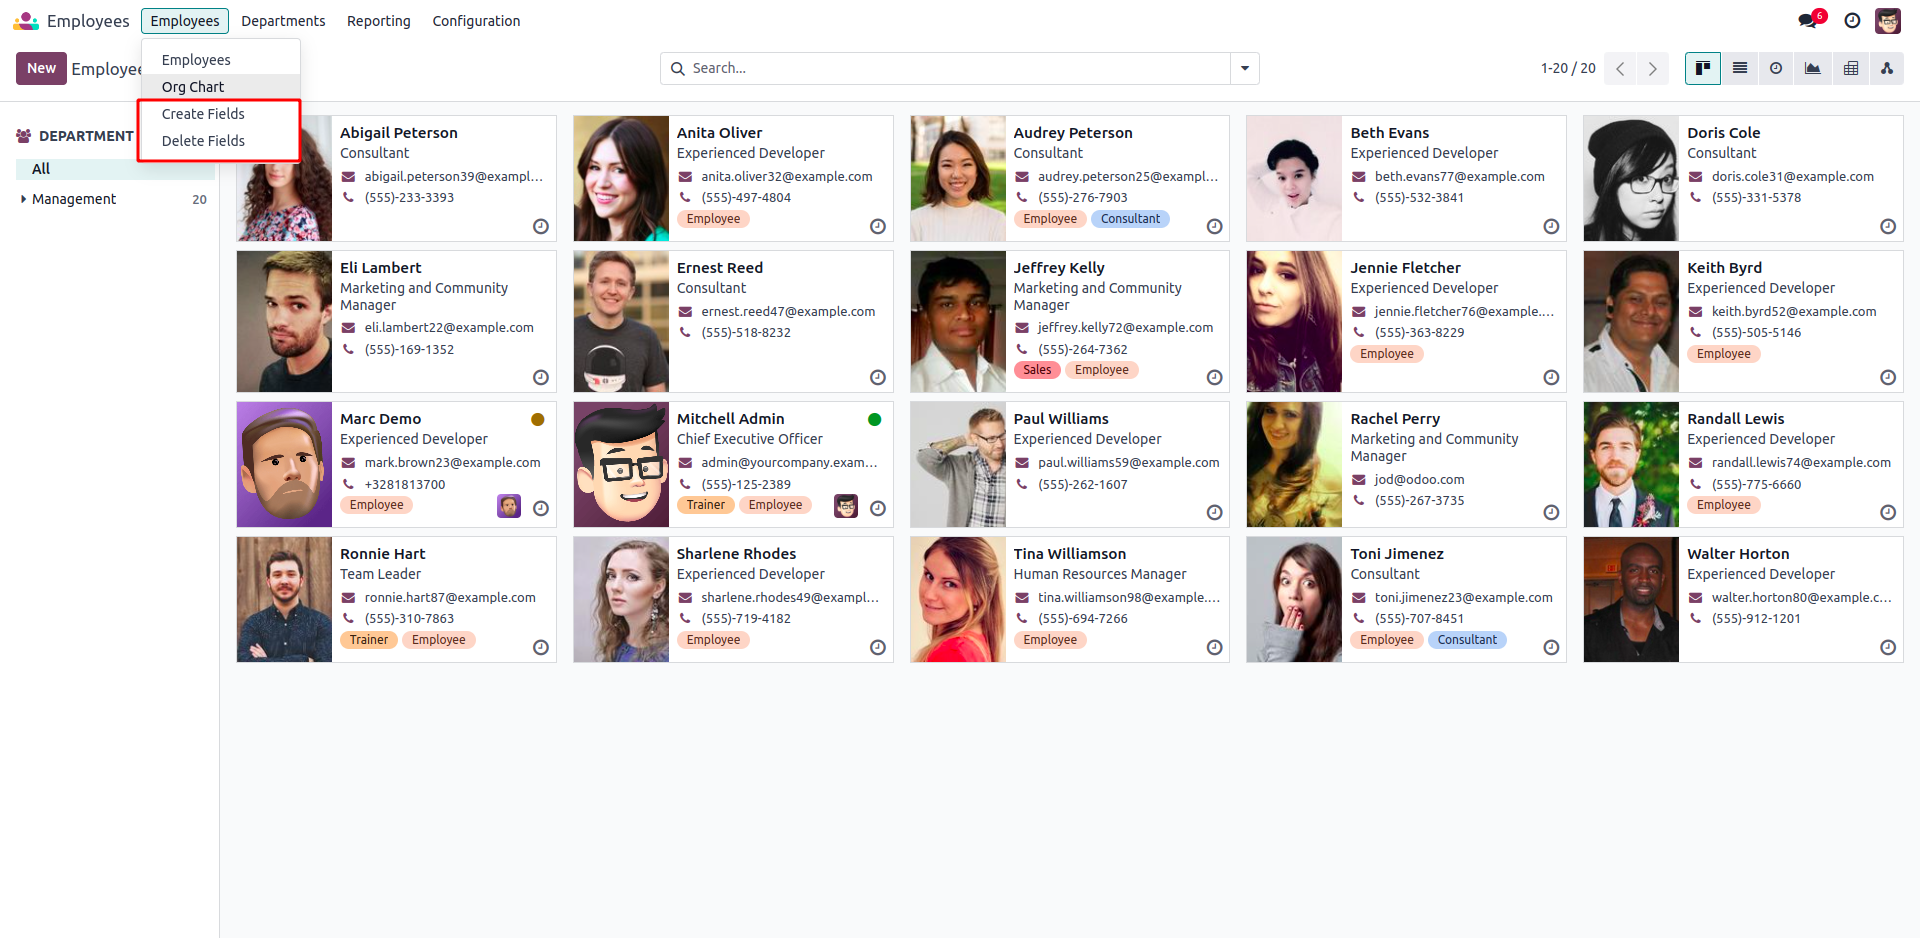 Employees Employees Departments Reporting Configuration 6
New Employee Search... 1-20 / 20
Employees
Org Chart
Create Fields
Delete Fields
DEPARTMENT
All
Management 20
Abigail Peterson
Consultant
abigail.peterson39@exampl...
(555)-233-3393
Anita Oliver
Experienced Developer
anita.oliver32@example.com
(555)-497-4804
Employee
Audrey Peterson
Consultant
audrey.peterson25@exampl...
(555)-276-7903
Employee Consultant
Beth Evans
Experienced Developer
beth.evans77@example.com
(555)-532-3841
Doris Cole
Consultant
doris.cole31@example.com
(555)-331-5378
Eli Lambert
Marketing and Community
Manager
eli.lambert22@example.com
(555)-169-1352
Ernest Reed
Consultant
ernest.reed47@example.com
(555)-518-8232
Jeffrey Kelly
Marketing and Community
Manager
jeffrey.kelly72@example.com
(555)-264-7362
Sales Employee
Jennie Fletcher
Experienced Developer
jennie.fletcher76@example....
(555)-363-8229
Employee
Keith Byrd
Experienced Developer
keith.byrd52@example.com
(555)-505-5146
Employee
Marc Demo
Experienced Developer
mark.brown23@example.com
+3281813700
Employee
Mitchell Admin
Chief Executive Officer
admin@yourcompany.exam...
(555)-125-2389
Trainer Employee
Paul Williams
Experienced Developer
paul.williams59@example.com
(555)-262-1607
Rachel Perry
Marketing and Community
Manager
jod@odoo.com
(555)-267-3735
Randall Lewis
Experienced Developer
randall.lewis74@example.com
(555)-775-6660
Employee
Ronnie Hart
Team Leader
ronnie.hart87@example.com
(555)-310-7863
Trainer Employee
Sharlene Rhodes
Experienced Developer
sharlene.rhodes49@exampl...
(555)-719-4182
Employee
Tina Williamson
Human Resources Manager
tina.williamson98@example....
(555)-694-7266
Employee
Toni Jimenez
Consultant
toni.jimenez23@example.com
(555)-707-8451
Employee Consultant
Walter Horton
Experienced Developer
walter.horton80@example.c...
(555)-912-1201